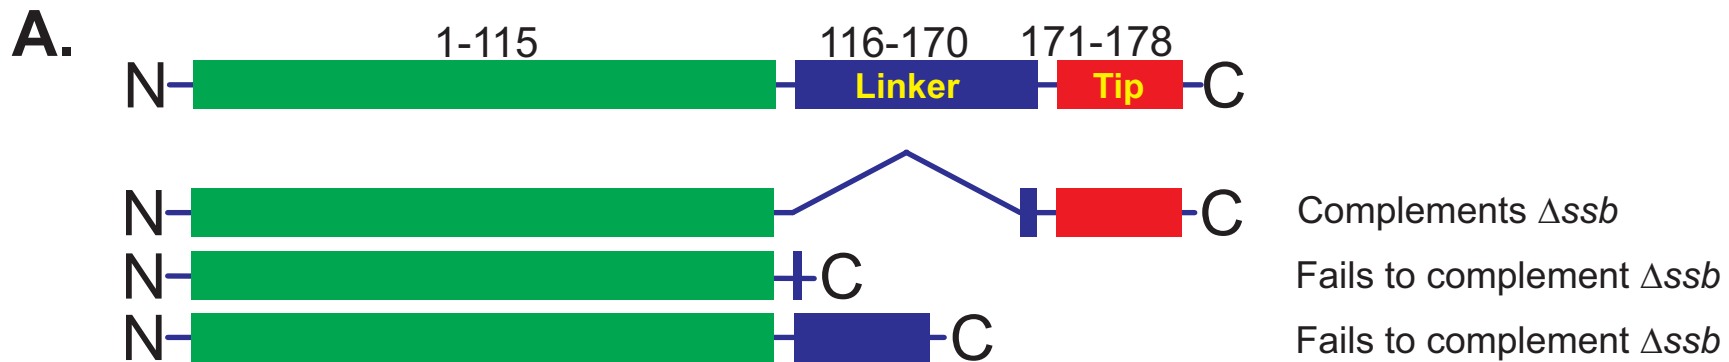 A.
1-115 116-170 171-178
N Linker Tip C
N C Complements Δssb
N C Fails to complement Δssb
N C Fails to complement Δssb